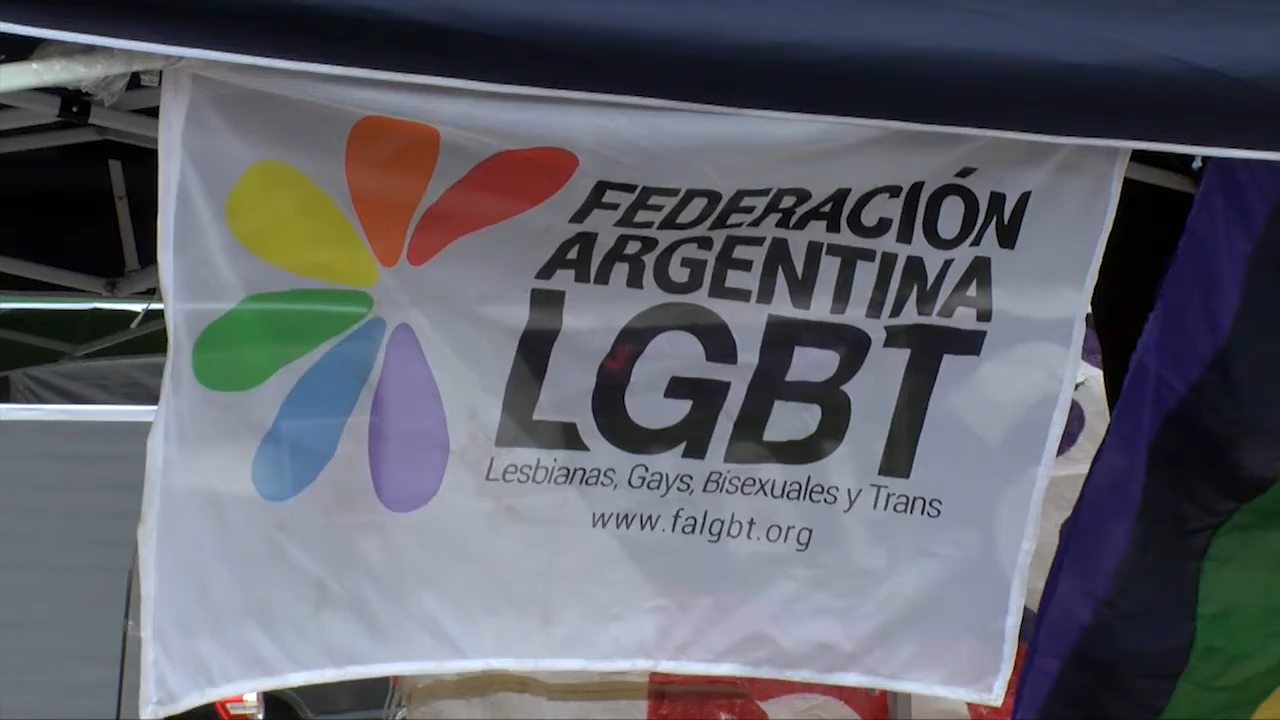 FEDERACIÓN
ARGENTINA
LGBT
Lesbianas, Gays, Bisexuales y Trans
www.falgbt.org